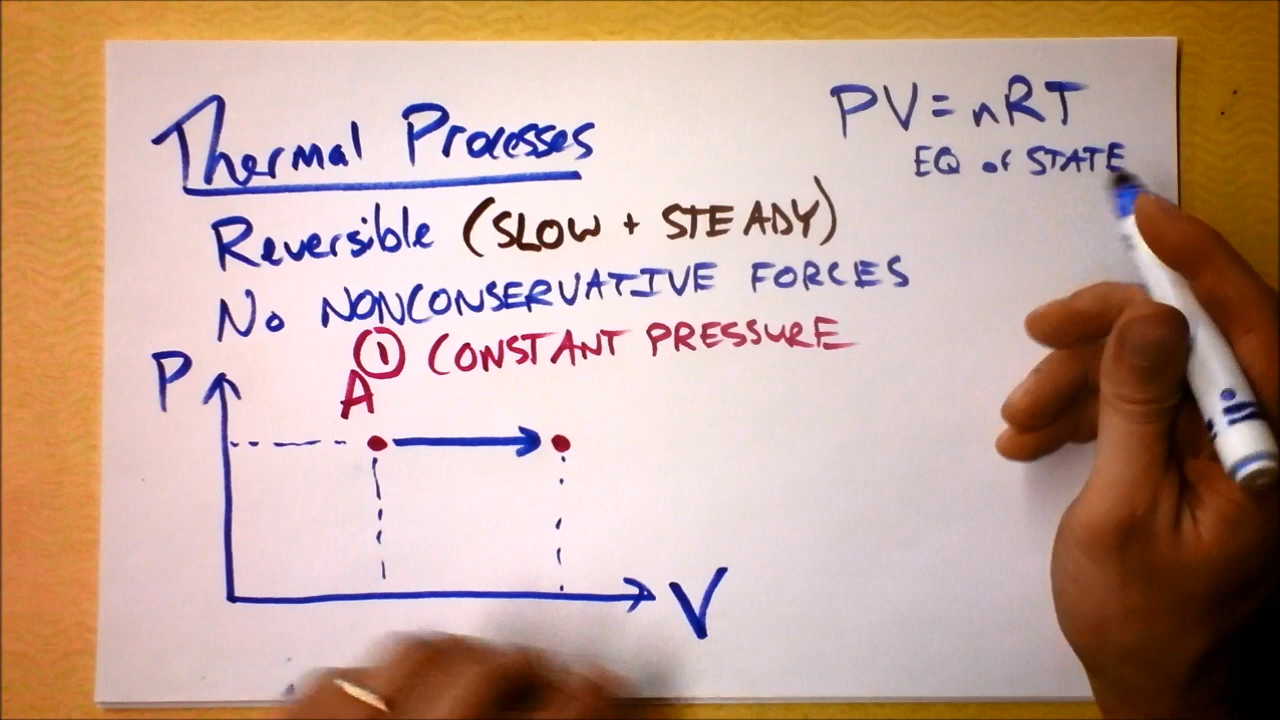 Thermal Processes
PV = nRT
EQ of STATE
Reversible (SLOW + STEADY)
No NONCONSERVATIVE FORCES
① CONSTANT PRESSURE
A
P
V